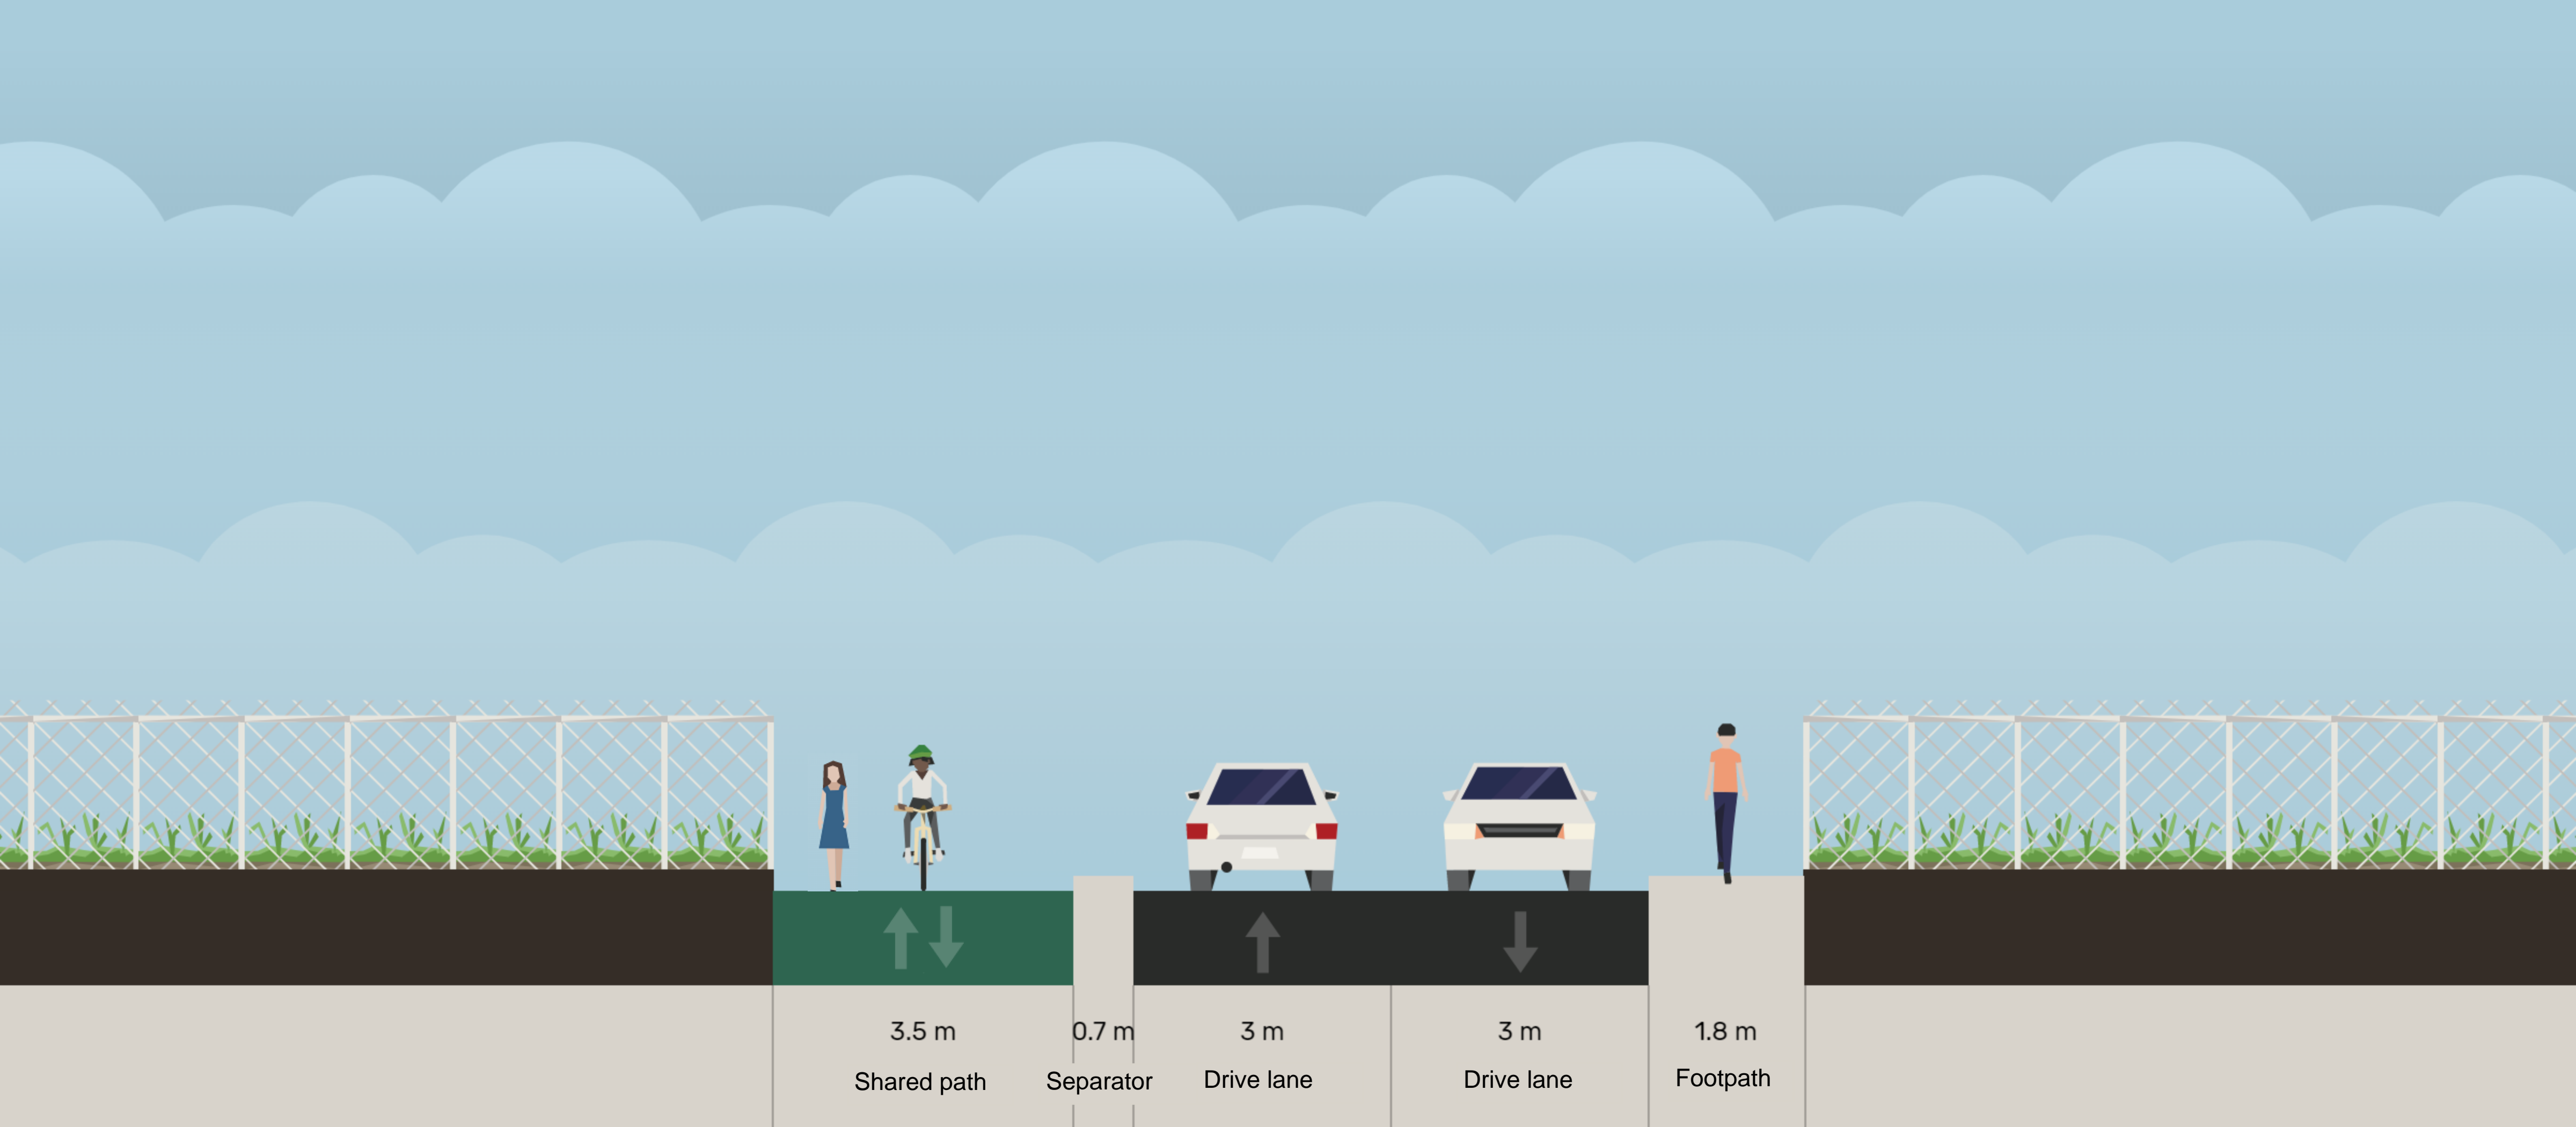 3.5 m
0.7 m
3 m
3 m
1.8 m
Shared path
Separator
Drive lane
Drive lane
Footpath